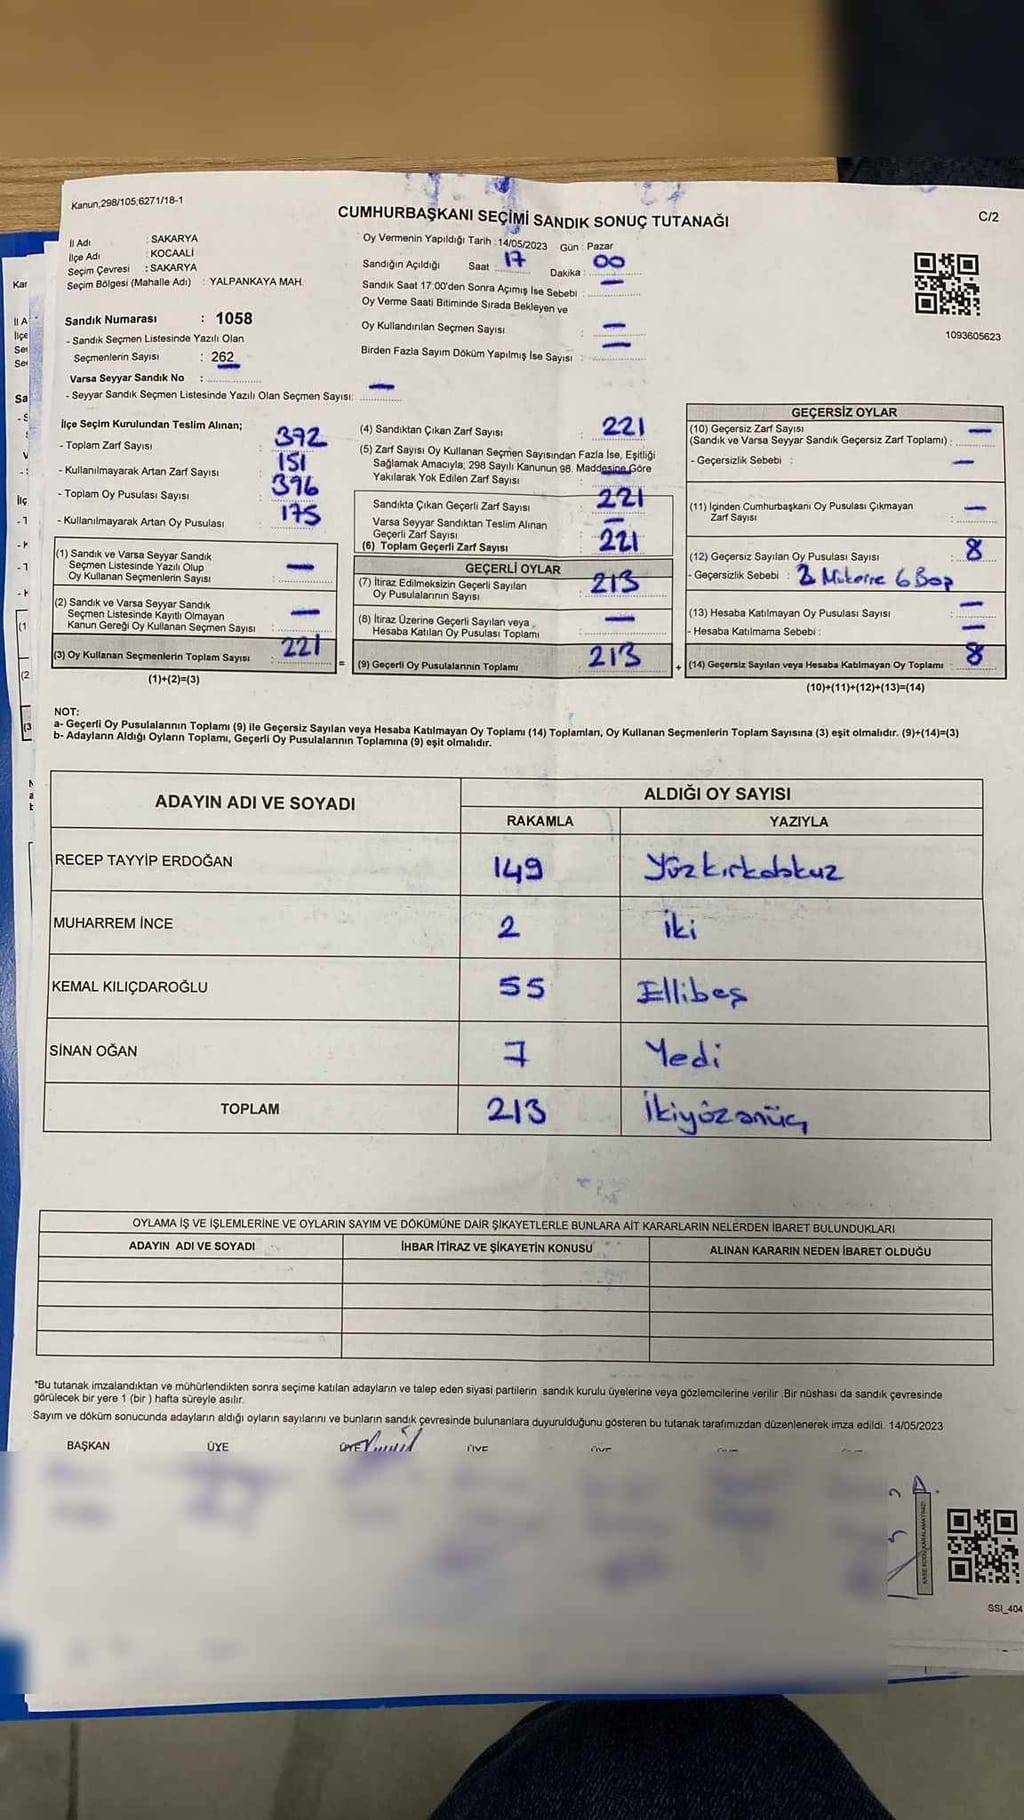 Kanun;298/105;6271/18-1
CUMHURBAŞKANI SEÇİMİ SANDIK SONUÇ TUTANAĞI
C/2
İl Adı : SAKARYA
İlçe Adı : KOCAALİ
Seçim Çevresi : SAKARYA
Seçim Bölgesi (Mahalle Adı) : YALPANKAYA MAH.
Sandık Numarası : 1058
- Sandık Seçmen Listesinde Yazılı Olan
Seçmenlerin Sayısı : 262
Varsa Seyyar Sandık No :
- Seyyar Sandık Seçmen Listesinde Yazılı Olan Seçmen Sayısı: —
Oy Vermenin Yapıldığı Tarih : 14/05/2023 Gün : Pazar
Sandığın Açıldığı Saat : 17 Dakika : 00
Sandık Saat 17:00'den Sonra Açımış İse Sebebi : —
Oy Verme Saati Bitiminde Sırada Bekleyen ve
Oy Kullandırılan Seçmen Sayısı : —
Birden Fazla Sayım Döküm Yapılmış İse Sayısı : —
1093605623
İlçe Seçim Kurulundan Teslim Alınan;
- Toplam Zarf Sayısı : 372
- Kullanılmayarak Artan Zarf Sayısı : 151
- Toplam Oy Pusulası Sayısı : 396
- Kullanılmayarak Artan Oy Pusulası : 175
(1) Sandık ve Varsa Seyyar Sandık
Seçmen Listesinde Yazılı Olup
Oy Kullanan Seçmenlerin Sayısı : —
(2) Sandık ve Varsa Seyyar Sandık
Seçmen Listesinde Kayıtlı Olmayan
Kanun Gereği Oy Kullanan Seçmen Sayısı : —
(3) Oy Kullanan Seçmenlerin Toplam Sayısı : 221
(1)+(2)=(3)
=
(4) Sandıktan Çıkan Zarf Sayısı : 221
(5) Zarf Sayısı Oy Kullanan Seçmen Sayısından Fazla İse, Eşitliği
Sağlamak Amacıyla; 298 Sayılı Kanunun 98. Maddesine Göre
Yakılarak Yok Edilen Zarf Sayısı : —
Sandıkta Çıkan Geçerli Zarf Sayısı : 221
Varsa Seyyar Sandıktan Teslim Alınan
Geçerli Zarf Sayısı : —
(6) Toplam Geçerli Zarf Sayısı : 221
GEÇERLİ OYLAR
(7) İtiraz Edilmeksizin Geçerli Sayılan
Oy Pusulalarının Sayısı : 213
(8) İtiraz Üzerine Geçerli Sayılan veya
Hesaba Katılan Oy Pusulası Toplamı : —
(9) Geçerli Oy Pusulalarının Toplamı : 213
+
GEÇERSİZ OYLAR
(10) Geçersiz Zarf Sayısı
(Sandık ve Varsa Seyyar Sandık Geçersiz Zarf Toplamı) : —
- Geçersizlik Sebebi : —
(11) İçinden Cumhurbaşkanı Oy Pusulası Çıkmayan
Zarf Sayısı : —
(12) Geçersiz Sayılan Oy Pusulası Sayısı : 8
- Geçersizlik Sebebi : 2 6
(13) Hesaba Katılmayan Oy Pusulası Sayısı : —
- Hesaba Katılmama Sebebi : —
(14) Geçersiz Sayılan veya Hesaba Katılmayan Oy Toplamı : 8
(10)+(11)+(12)+(13)=(14)
NOT:
a- Geçerli Oy Pusulalarının Toplamı (9) ile Geçersiz Sayılan veya Hesaba Katılmayan Oy Toplamı (14) Toplamları, Oy Kullanan Seçmenlerin Toplam Sayısına (3) eşit olmalıdır. (9)+(14)=(3)
b- Adayların Aldığı Oyların Toplamı, Geçerli Oy Pusulalarının Toplamına (9) eşit olmalıdır.
ADAYIN ADI VE SOYADI
ALDIĞI OY SAYISI
RAKAMLA YAZIYLA
RECEP TAYYİP ERDOĞAN 149 Yüzkırkdokuz
MUHARREM İNCE 2 iki
KEMAL KILIÇDAROĞLU 55 Ellibeş
SİNAN OĞAN 7 Yedi
TOPLAM 213 İkiyüzonüç
OYLAMA İŞ VE İŞLEMLERİNE VE OYLARIN SAYIM VE DÖKÜMÜNE DAİR ŞİKAYETLERLE BUNLARA AİT KARARLARIN NELERDEN İBARET BULUNDUKLARI
ADAYIN ADI VE SOYADI İHBAR İTİRAZ VE ŞİKAYETİN KONUSU ALINAN KARARIN NEDEN İBARET OLDUĞU
*Bu tutanak imzalandıktan ve mühürlendikten sonra seçime katılan adayların ve talep eden siyasi partilerin sandık kurulu üyelerine veya gözlemcilerine verilir .Bir nüshası da sandık çevresinde
görülecek bir yere 1 (bir ) hafta süreyle asılır.
Sayım ve döküm sonucunda adayların aldığı oyların sayılarını ve bunların sandık çevresinde bulunanlara duyurulduğunu gösteren bu tutanak tarafımızdan düzenlenerek imza edildi. 14/05/2023
BAŞKAN ÜYE ÜYE ÜYE ÜYE
SSI_404